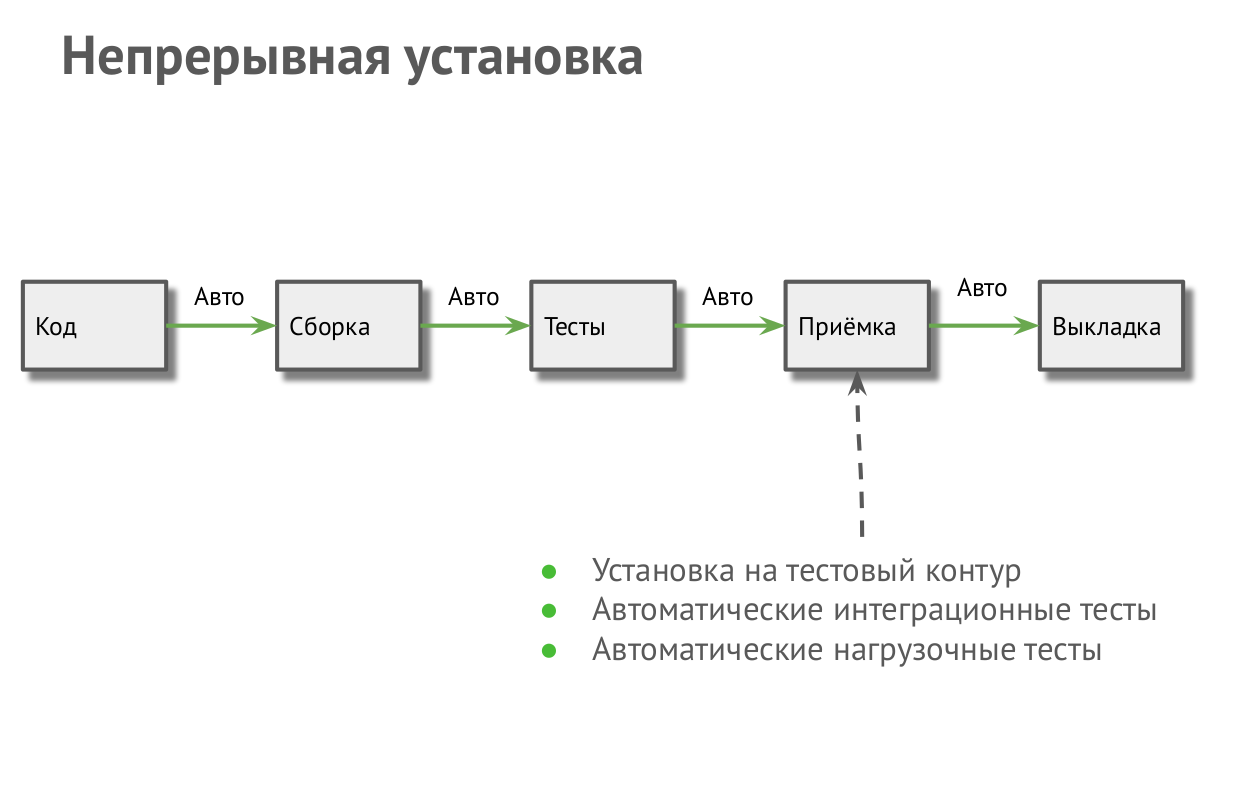 Непрерывная установка
Авто
Авто
Авто
Авто
Код
Сборка
Тесты
Приёмка
Выкладка
● Установка на тестовый контур
● Автоматические интеграционные тесты
● Автоматические нагрузочные тесты